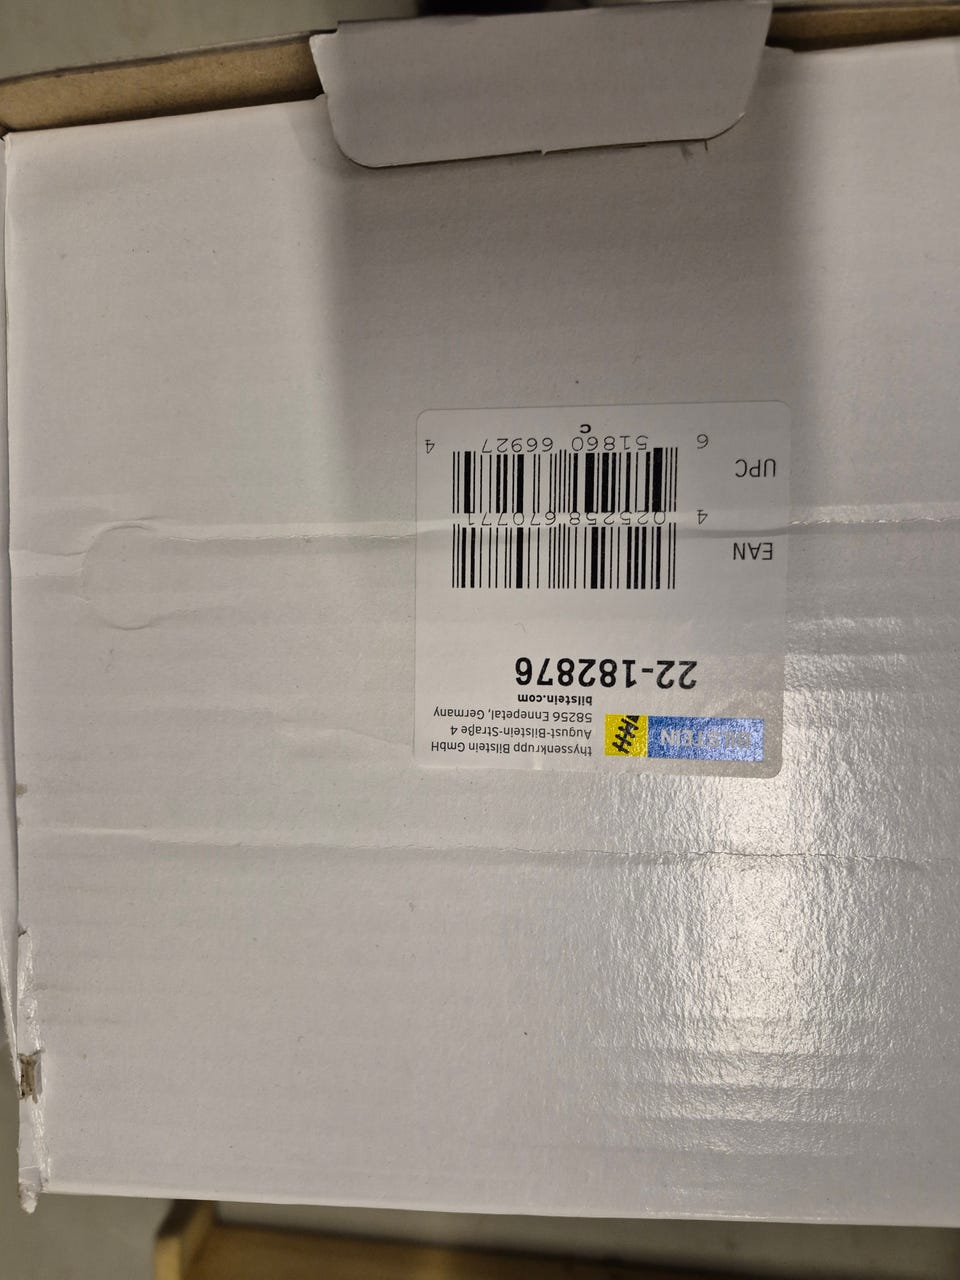 BILSTEIN
thyssenkrupp Bilstein GmbH
August-Bilstein-Straße 4
58256 Ennepetal, Germany
bilstein.com
22-182876
EAN
4 025258 670771
UPC
6 51860 66927 4
C